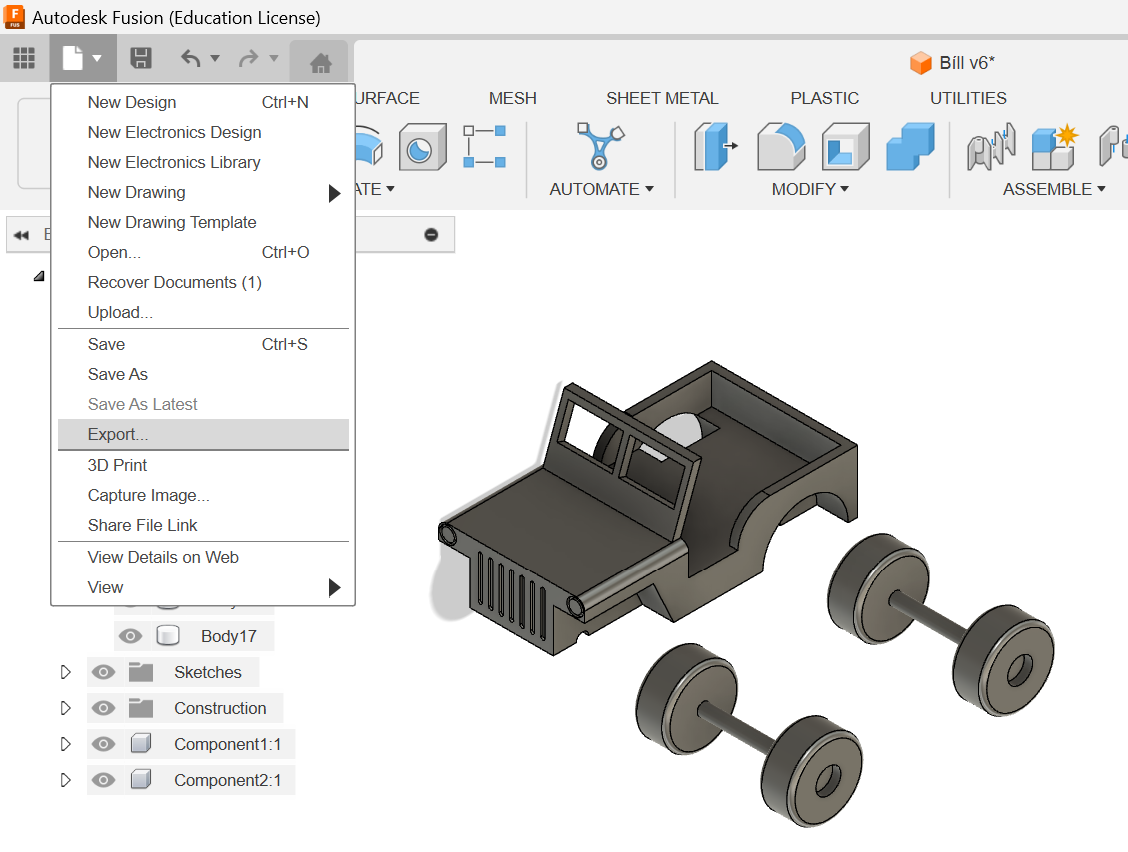 Autodesk Fusion (Education License)
Bíll v6*
URFACE MESH SHEET METAL PLASTIC UTILITIES
ATE AUTOMATE MODIFY ASSEMBLE
New Design Ctrl+N
New Electronics Design
New Electronics Library
New Drawing
New Drawing Template
Open... Ctrl+O
Recover Documents (1)
Upload...
Save Ctrl+S
Save As
Save As Latest
Export...
3D Print
Capture Image...
Share File Link
View Details on Web
View
Body17
Sketches
Construction
Component1:1
Component2:1